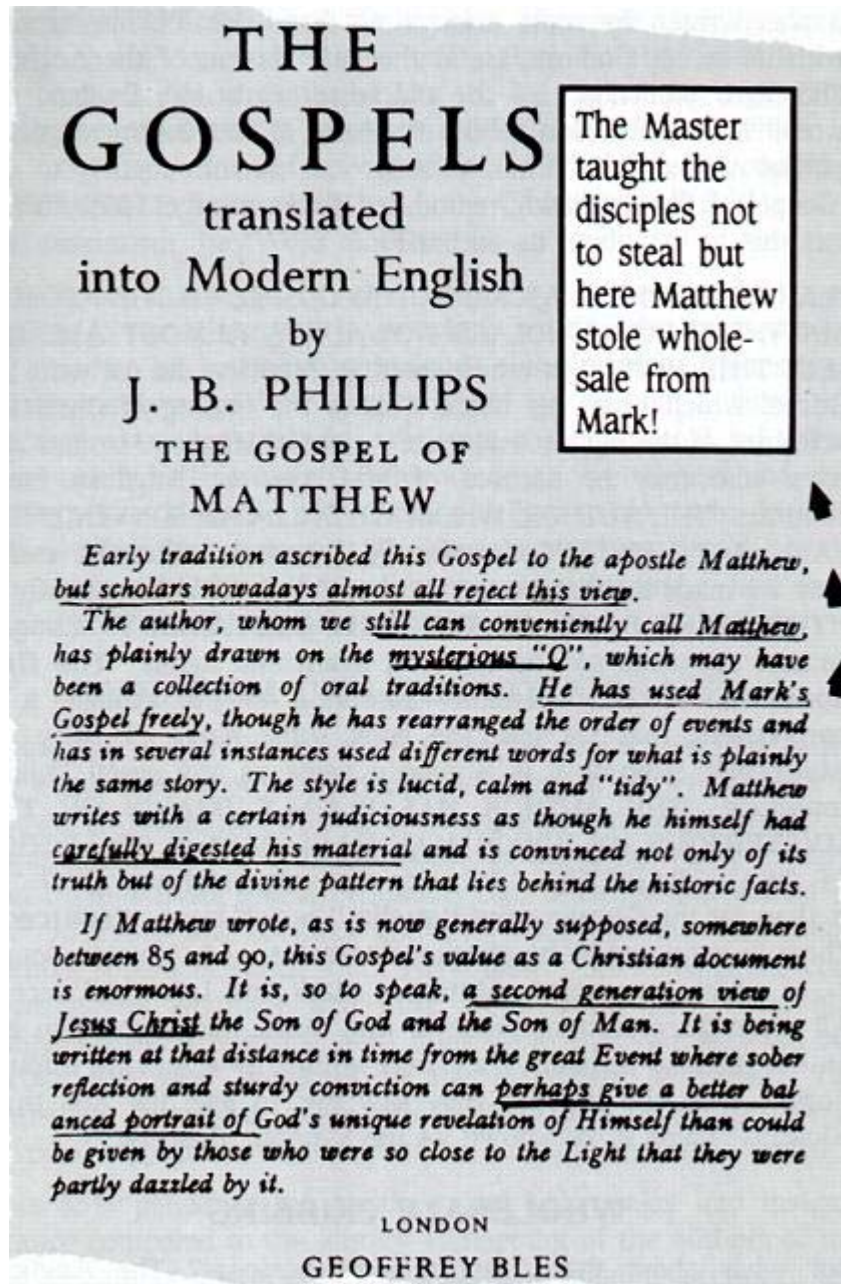 THE
GOSPELS
translated
into Modern English
by
J. B. PHILLIPS
THE GOSPEL OF
MATTHEW
The Master
taught the
disciples not
to steal but
here Matthew
stole whole-
sale from
Mark!
Early tradition ascribed this Gospel to the apostle Matthew,
but scholars nowadays almost all reject this view.
The author, whom we still can conveniently call Matthew,
has plainly drawn on the mysterious "Q", which may have
been a collection of oral traditions. He has used Mark's
Gospel freely, though he has rearranged the order of events and
has in several instances used different words for what is plainly
the same story. The style is lucid, calm and "tidy". Matthew
writes with a certain judiciousness as though he himself had
carefully digested his material and is convinced not only of its
truth but of the divine pattern that lies behind the historic facts.
If Matthew wrote, as is now generally supposed, somewhere
between 85 and 90, this Gospel's value as a Christian document
is enormous. It is, so to speak, a second generation view of
Jesus Christ the Son of God and the Son of Man. It is being
written at that distance in time from the great Event where sober
reflection and sturdy conviction can perhaps give a better bal
anced portrait of God's unique revelation of Himself than could
be given by those who were so close to the Light that they were
partly dazzled by it.
LONDON
GEOFFREY BLES